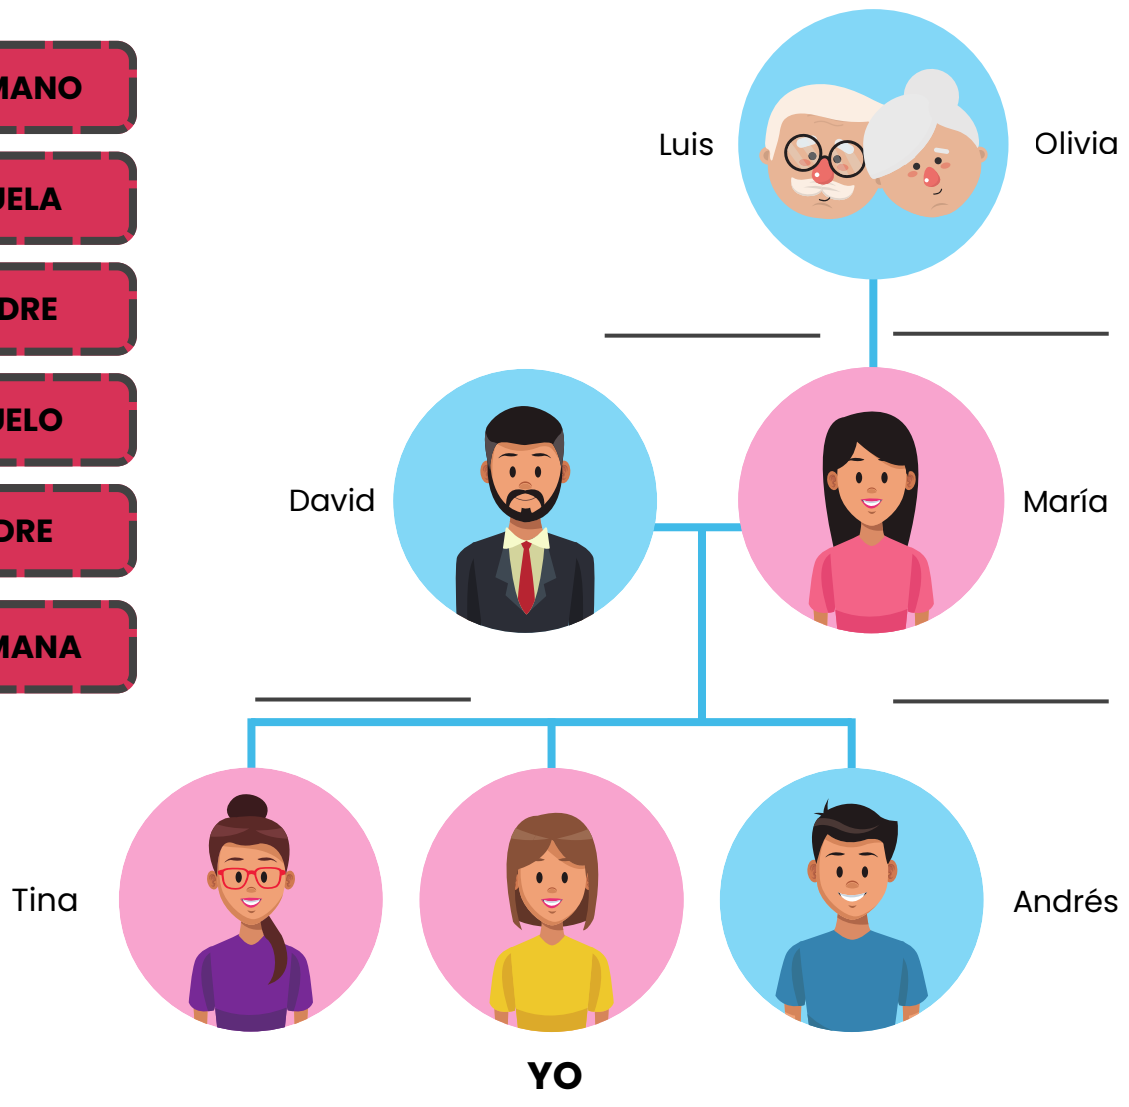 MANO
UELA
DRE
UELO
DRE
MANA
Luis
Olivia
David
María
Tina
Andrés
YO